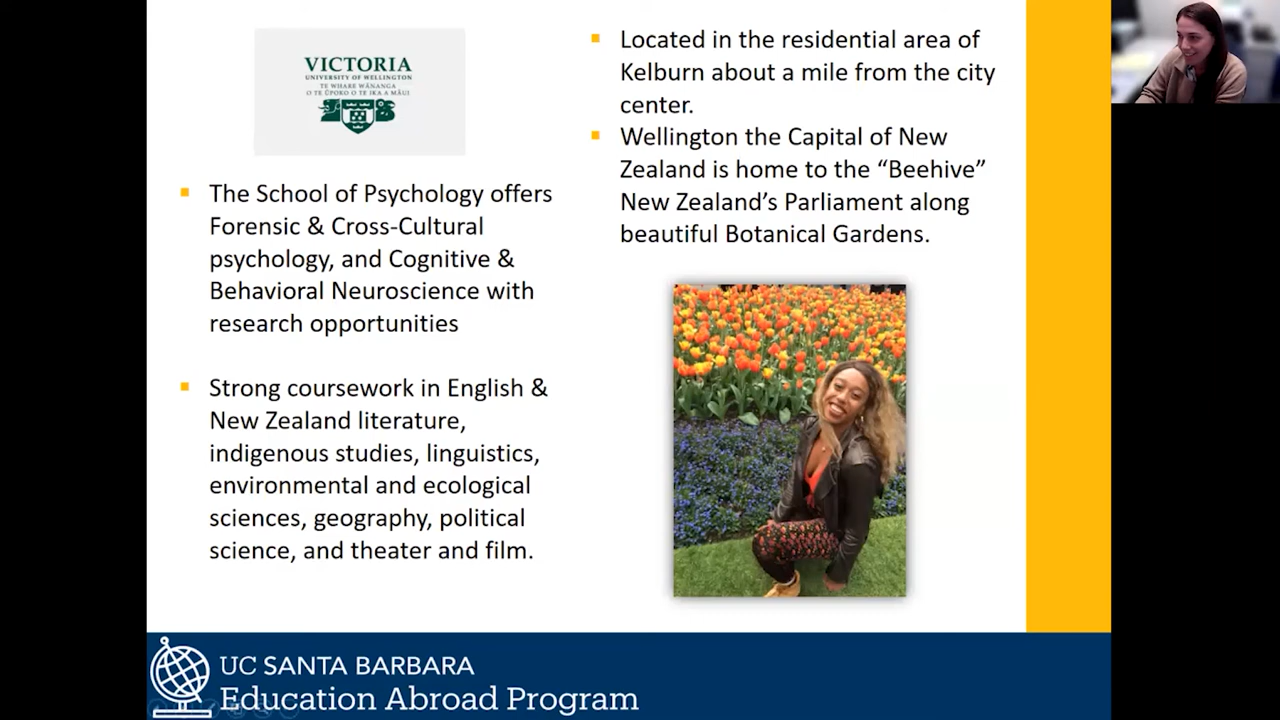 VICTORIA
UNIVERSITY OF WELLINGTON
TE WHARE WĀNANGA
O TE ŪPOKO O TE IKA A MĀUI
The School of Psychology offers
Forensic & Cross-Cultural
psychology, and Cognitive &
Behavioral Neuroscience with
research opportunities
Strong coursework in English &
New Zealand literature,
indigenous studies, linguistics,
environmental and ecological
sciences, geography, political
science, and theater and film.
Located in the residential area of
Kelburn about a mile from the city
center.
Wellington the Capital of New
Zealand is home to the “Beehive”
New Zealand’s Parliament along
beautiful Botanical Gardens.
UC SANTA BARBARA
Education Abroad Program